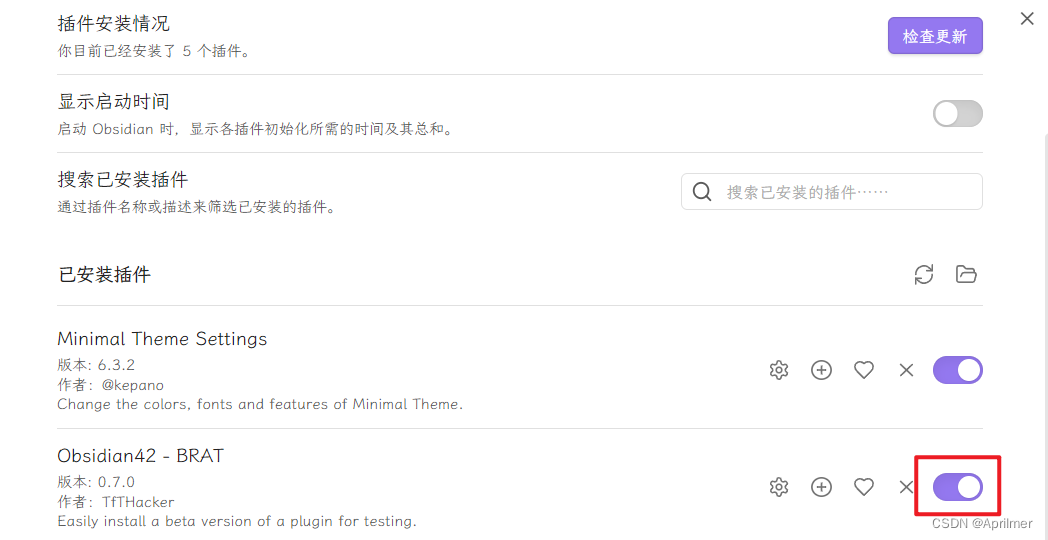 插件安装情况
你目前已经安装了 5 个插件。
检查更新
显示启动时间
启动 Obsidian 时，显示各插件初始化所需的时间及其总和。
搜索已安装插件
通过插件名称或描述来筛选已安装的插件。
搜索已安装的插件……
已安装插件
Minimal Theme Settings
版本: 6.3.2
作者：@kepano
Change the colors, fonts and features of Minimal Theme.
Obsidian42 - BRAT
版本: 0.7.0
作者：TfTHacker
Easily install a beta version of a plugin for testing.
CSDN @Aprilmer